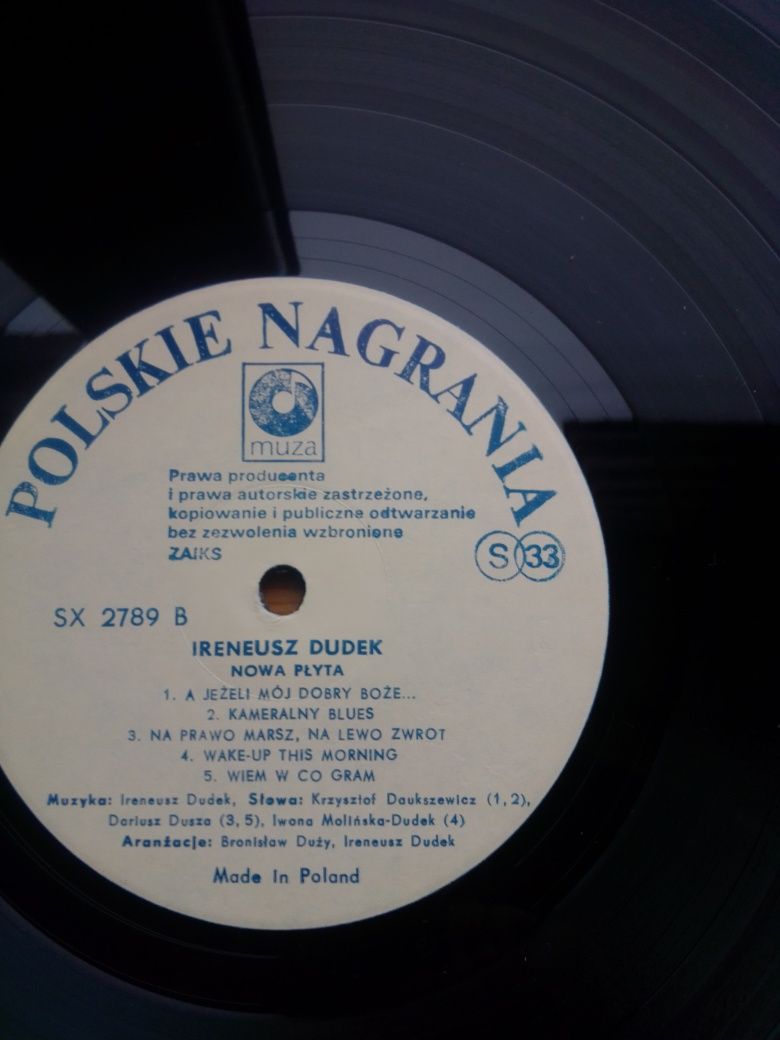 POLSKIE NAGRANIA
muza
Prawa producenta
i prawa autorskie zastrzeżone,
kopiowanie i publiczne odtwarzanie
bez zezwolenia wzbronione
ZAIKS
S 33
SX 2789 B
IRENEUSZ DUDEK
NOWA PŁYTA
1. A JEŻELI MÓJ DOBRY BOŻE...
2. KAMERALNY BLUES
3. NA PRAWO MARSZ, NA LEWO ZWROT
4. WAKE-UP THIS MORNING
5. WIEM W CO GRAM
Muzyka: Ireneusz Dudek, Słowa: Krzysztof Daukszewicz (1, 2),
Dariusz Dusza (3, 5), Iwona Molińska-Dudek (4)
Aranżacje: Bronisław Duży, Ireneusz Dudek
Made In Poland